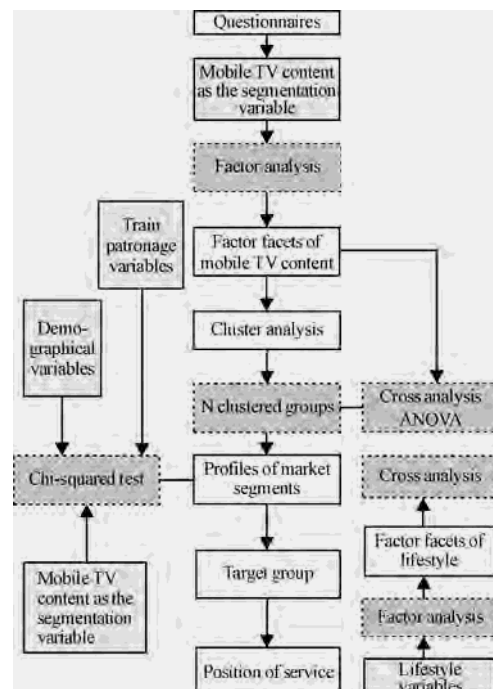 Questionnaires
Mobile TV content
as the segmentation
variable
Factor analysis
Train
patronage
variables
Factor facets of
mobile TV content
Demo-
graphical
variables
Cluster analysis
N clustered groups
Cross analysis
ANOVA
Chi-squared test
Profiles of market
segments
Cross analysis
Mobile TV
content as the
segmentation
variable
Target group
Factor facets of
lifestyle
Factor analysis
Position of service
Lifestyle
variables